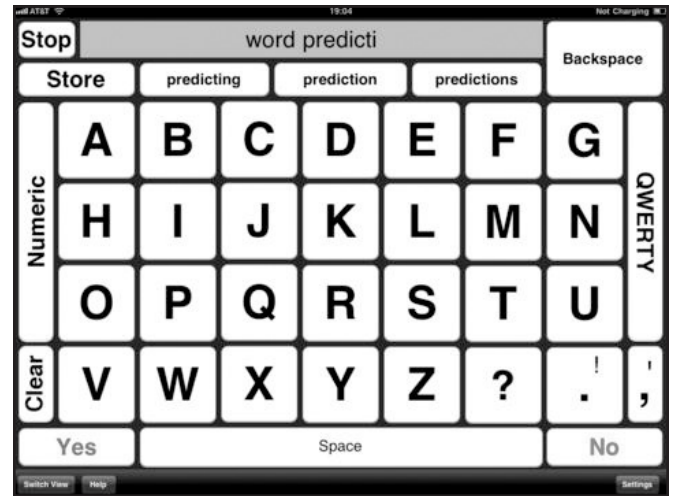 AT&T 19:04 Not Charging
Stop word predicti Backspace
Store predicting prediction predictions
Numeric A B C D E F G QWERTY
H I J K L M N
O P Q R S T U
Clear V W X Y Z ? ! . ' ,
Yes Space No
Switch View Help Settings